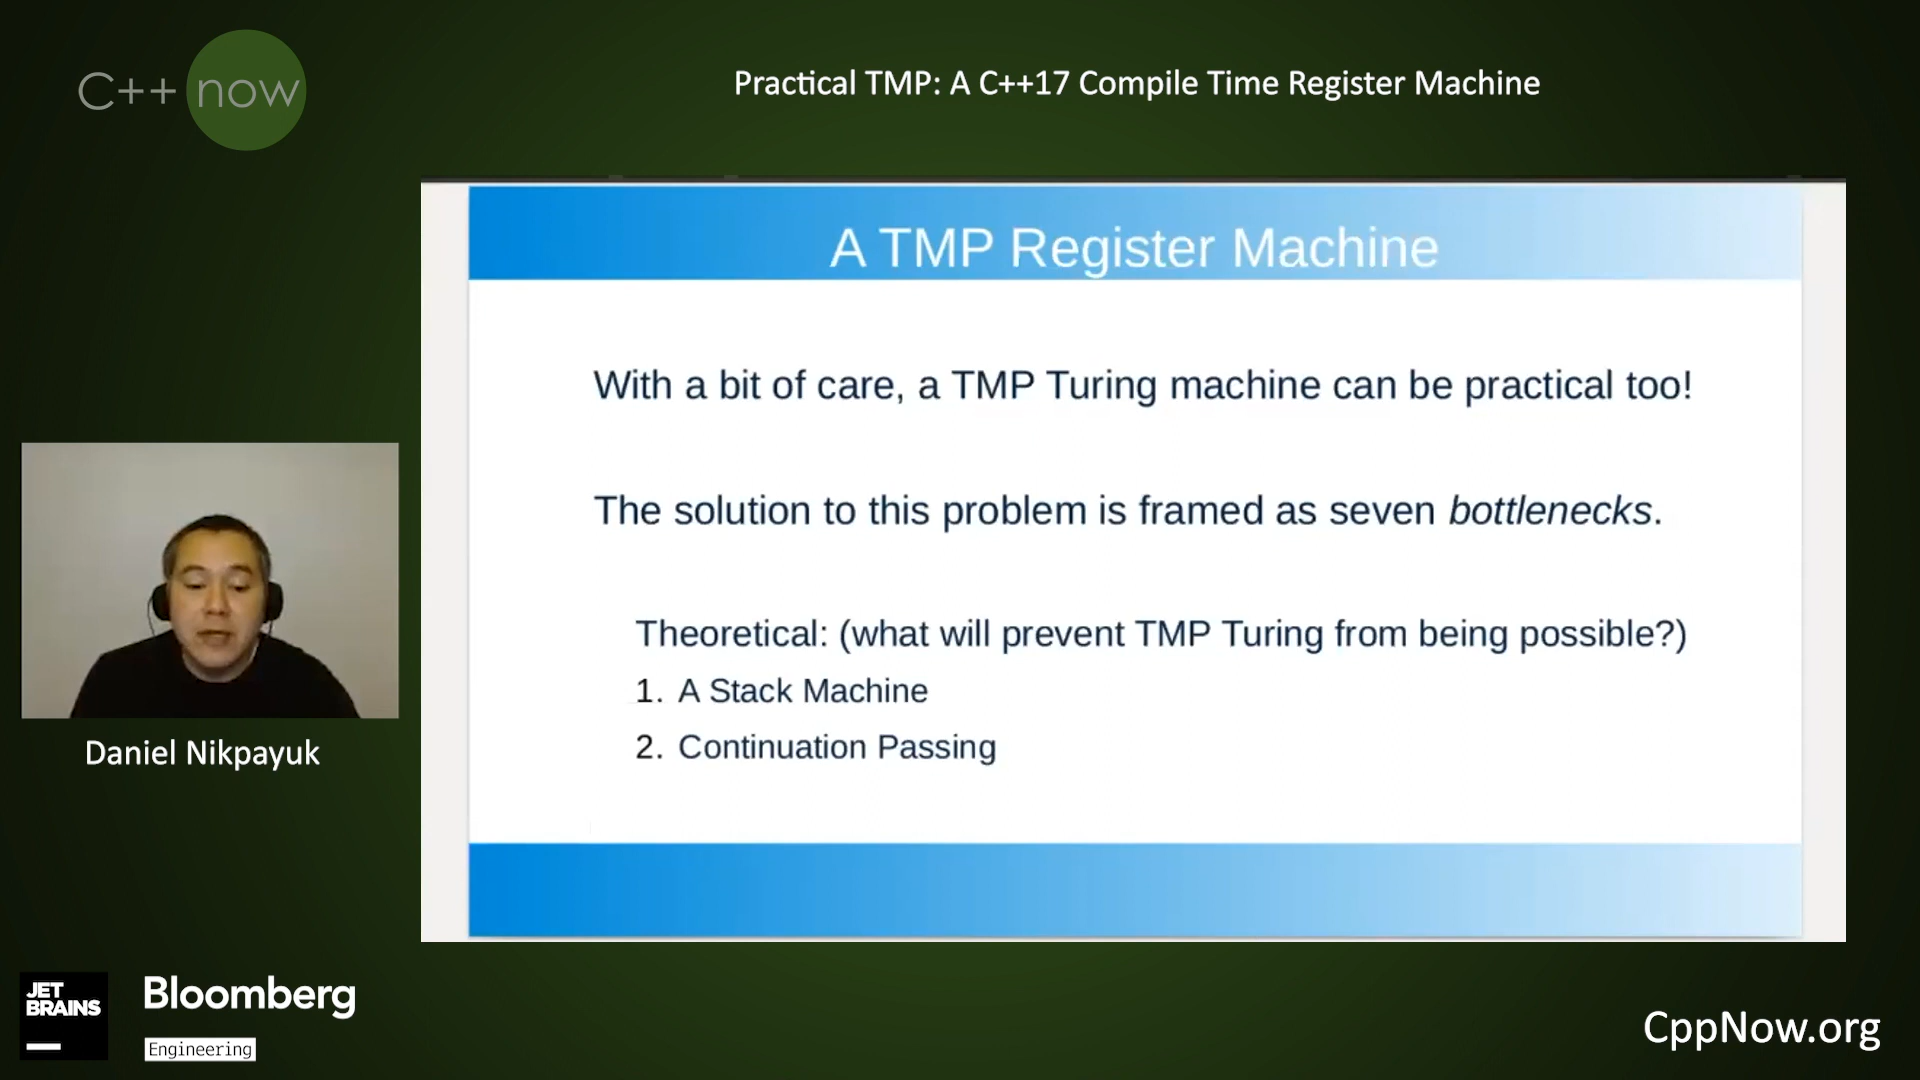 C++ now
Practical TMP: A C++17 Compile Time Register Machine
A TMP Register Machine
With a bit of care, a TMP Turing machine can be practical too!
The solution to this problem is framed as seven bottlenecks.
Theoretical: (what will prevent TMP Turing from being possible?)
1. A Stack Machine
2. Continuation Passing
Daniel Nikpayuk
JET
BRAINS
Bloomberg
Engineering
CppNow.org